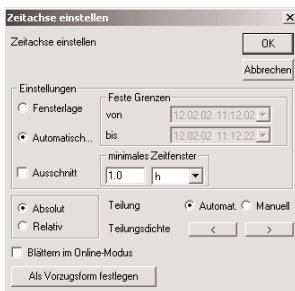 Zeitachse einstellen
Zeitachse einstellen
OK
Abbrechen
Einstellungen
Fensterlage
Automatisch...
Ausschnitt
Feste Grenzen
von 12.02.02 11:12:02
bis 12.02.02 11:12:22
minimales Zeitfenster
1.0 h
Absolut
Relativ
Teilung Automat. Manuell
Teilungsdichte < >
Blättern im Online-Modus
Als Vorzugsform festlegen